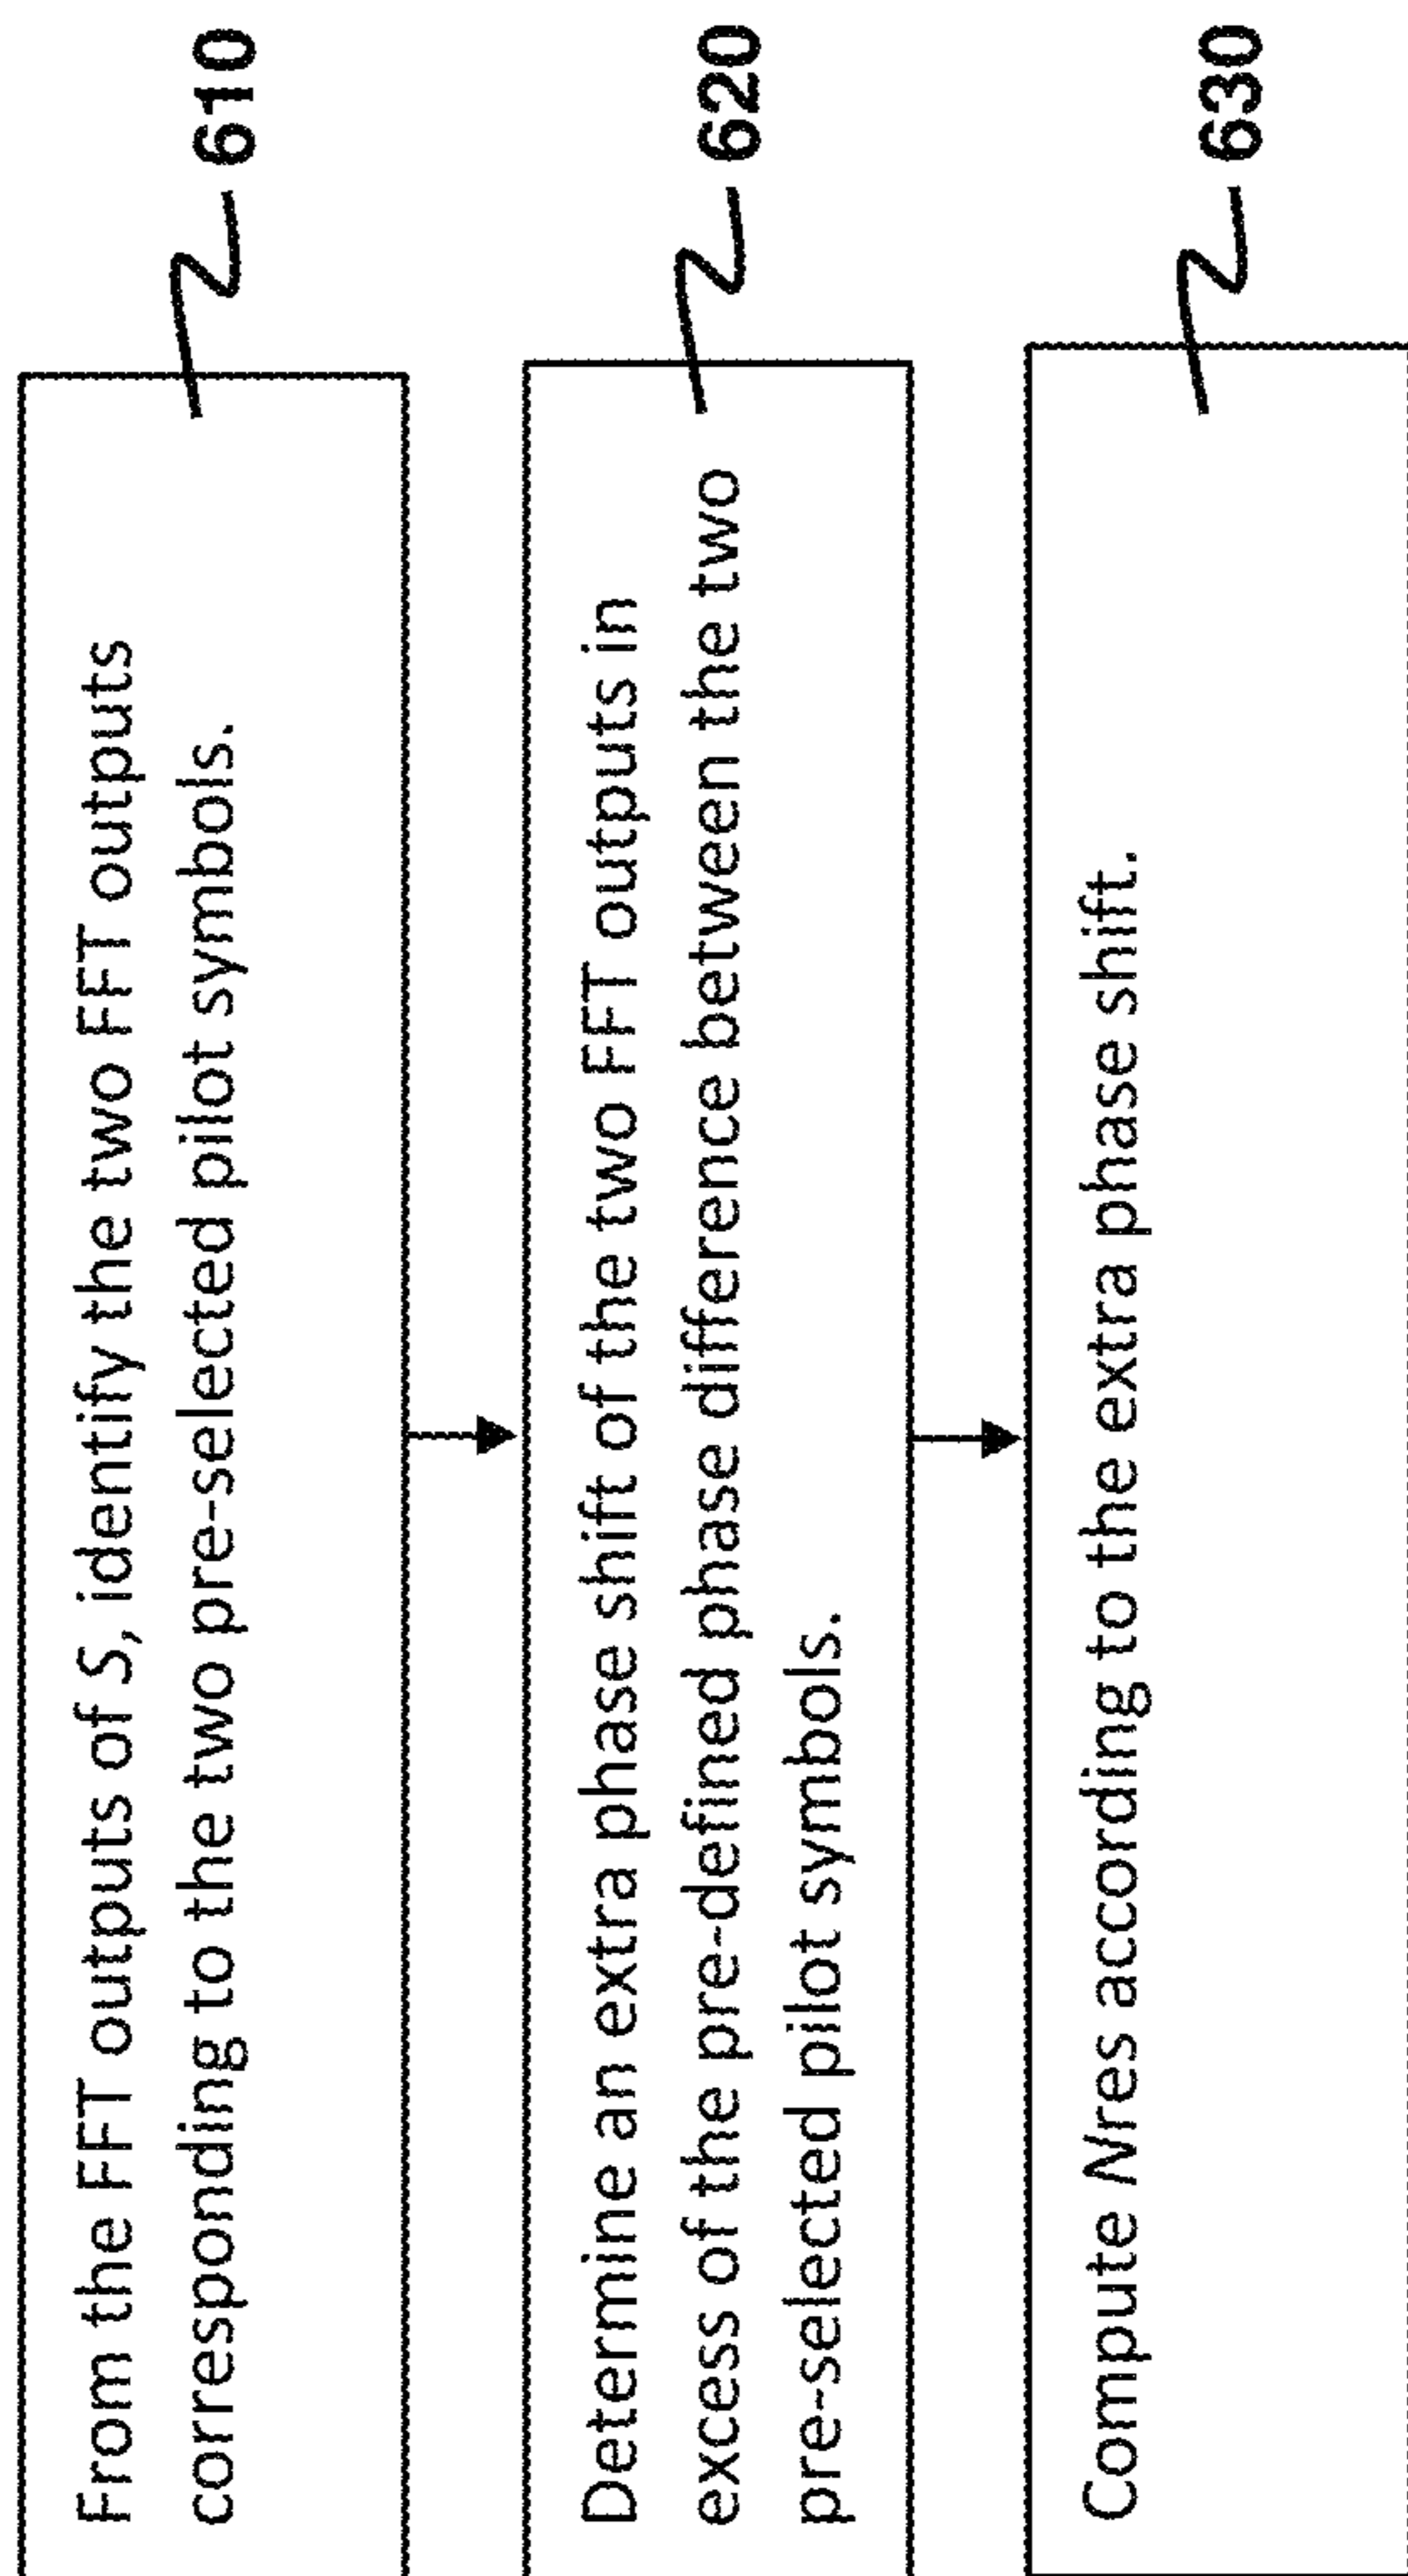 From the FFT outputs of S, identify the two FFT outputs
corresponding to the two pre-selected pilot symbols.
610
Determine an extra phase shift of the two FFT outputs in
excess of the pre-defined phase difference between the two
pre-selected pilot symbols.
620
Compute Nres according to the extra phase shift.
630